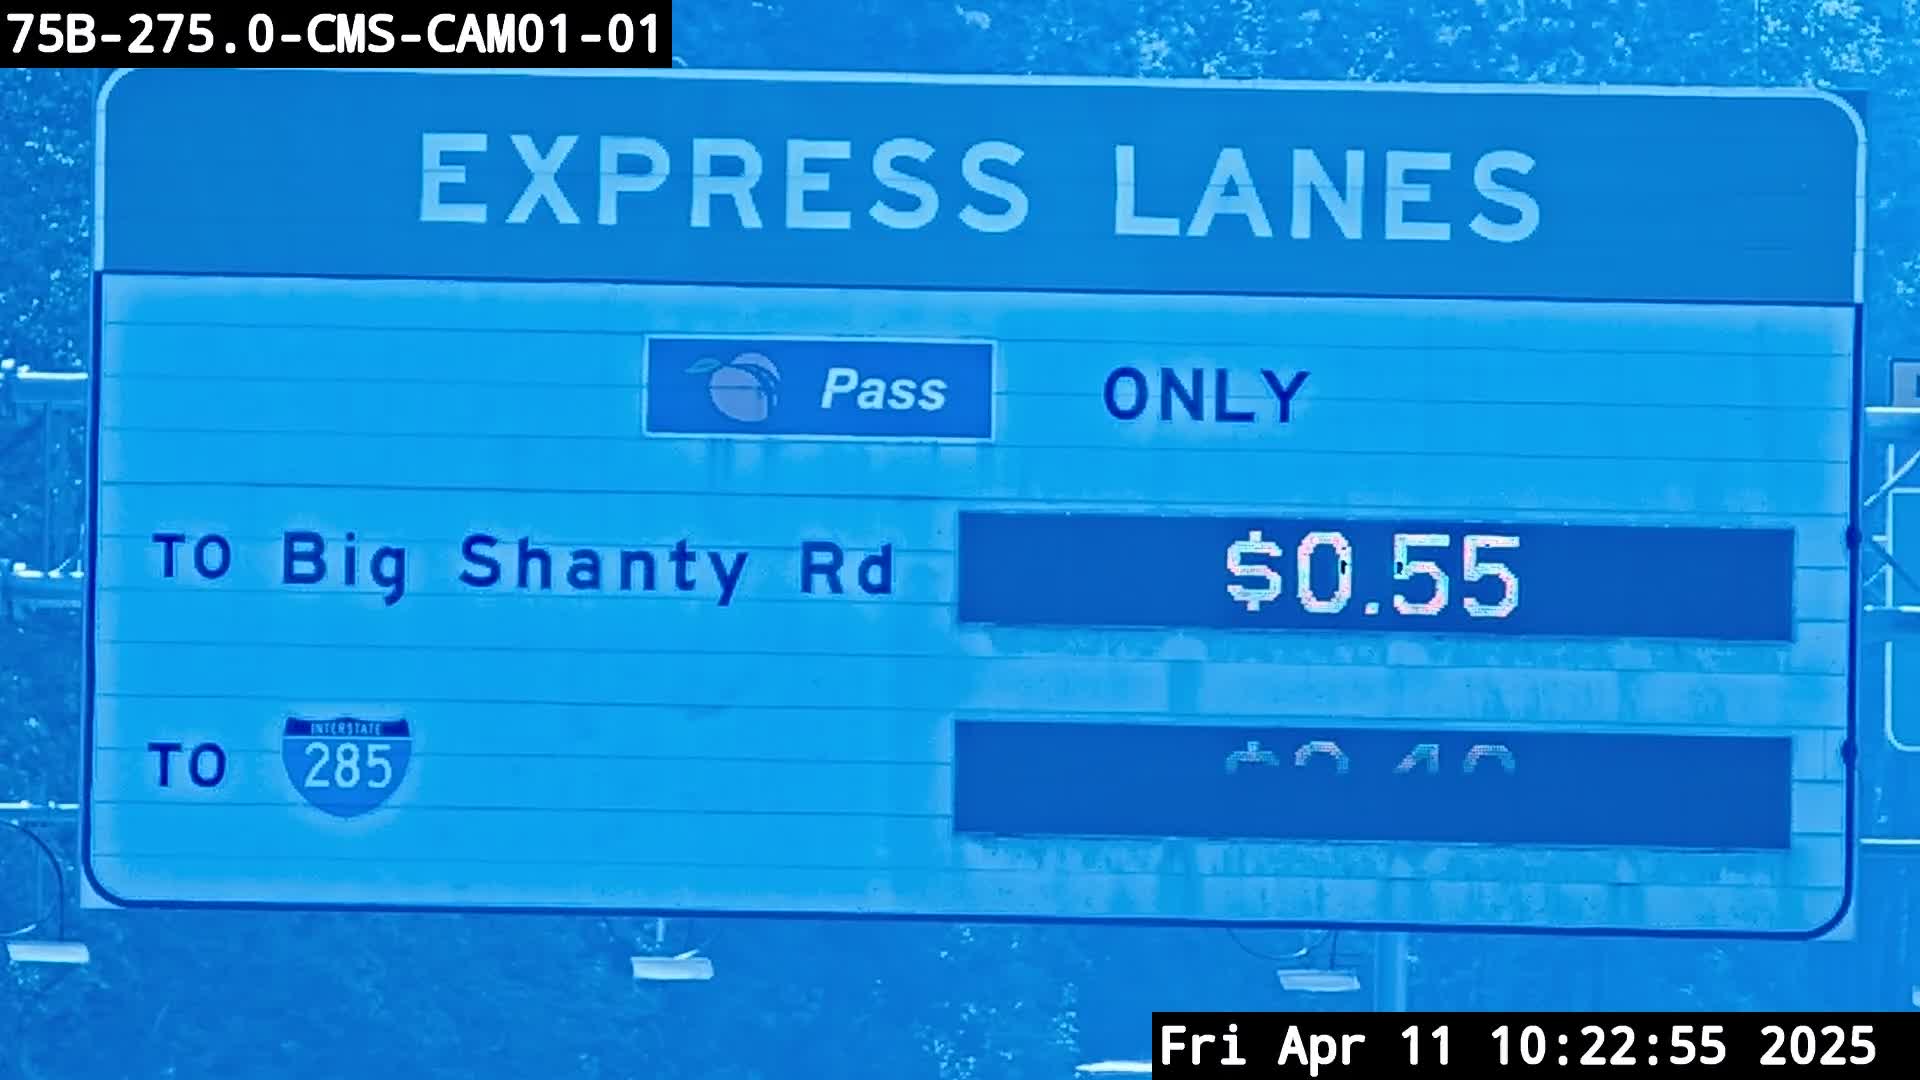 75B-275.0-CMS-CAM01-01
EXPRESS LANES
Pass ONLY
TO Big Shanty Rd $0.55
TO INTERSTATE 285
Fri Apr 11 10:22:55 2025